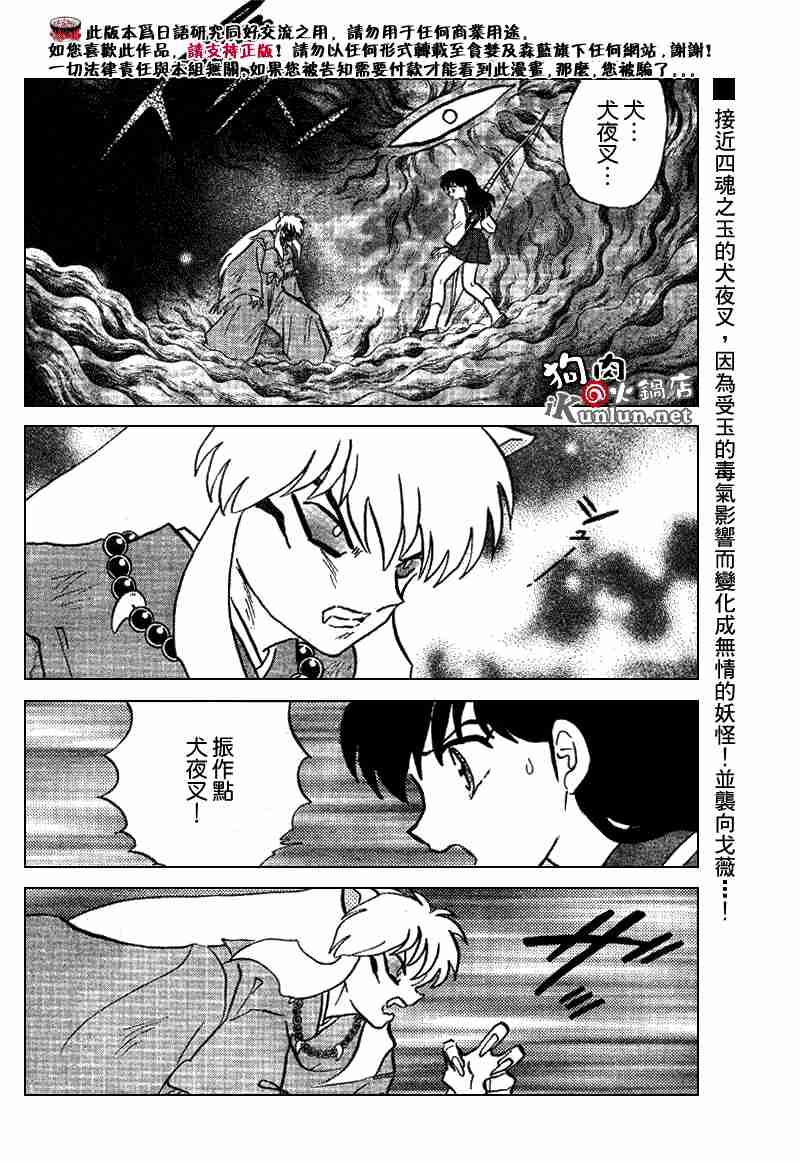 此版本爲日語研究同好交流之用，請勿用于任何商業用途，
如您喜歡此作品，請支持正版！請勿以任何形式轉載至貪婪及森藍旗下任何網站，謝謝！
一切法律責任與本組無關，如果您被告知需要付款才能看到此漫畫，那麼，您被騙了...
■接近四魂之玉的犬夜叉，因為受玉的毒氣影響而變化成無情的妖怪！並襲向戈薇…！
犬…
犬夜叉…
狗肉火鍋店
iKunlun.net
振作點
犬夜叉！